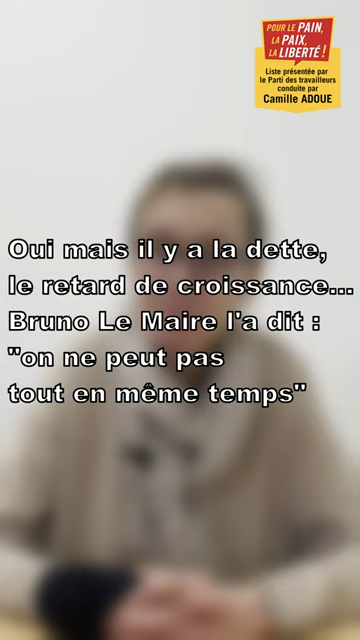 POUR LE PAIN,
LA PAIX,
LA LIBERTÉ !
Liste présentée par
le Parti des travailleurs
conduite par
Camille ADOUE
Oui mais il y a la dette,
le retard de croissance...
Bruno Le Maire l'a dit :
"on ne peut pas
tout en même temps"